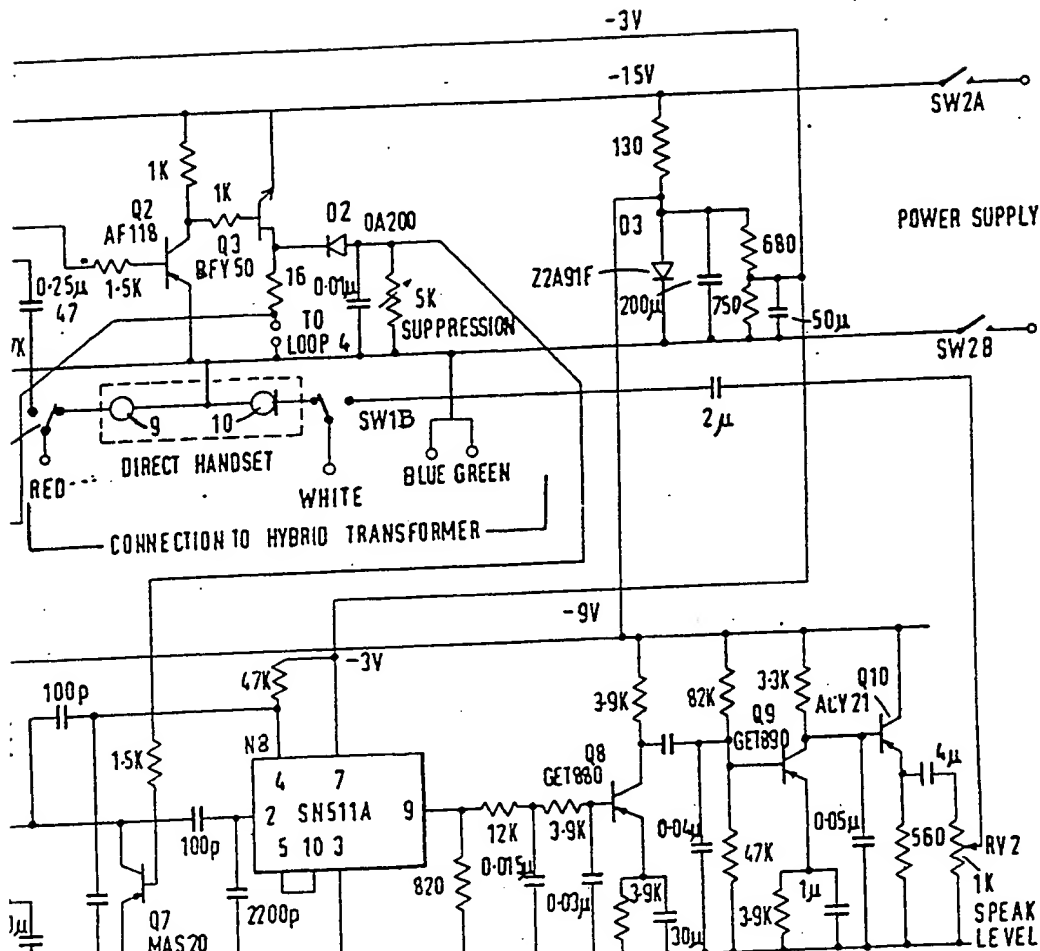 -3V
-15V
SW2A
130
1K
1K
Q2
AF118
Q3
BFY50
D2
OA200
D3
680
POWER SUPPLY
Z2A91F
0·25µ
47
1·5K
16
0·01µ
5K
SUPPRESSION
200µ
750
50µ
TO
LOOP 4
SW2B
7K
9
10
SW1B
2µ
DIRECT HANDSET
RED
WHITE
BLUE GREEN
CONNECTION TO HYBRID TRANSFORMER
-9V
-3V
47K
100p
3·9K
82K
3·3K
Q10
ACY21
Q9
GET890
1·5K
N8
4
7
Q8
GET880
4µ
2
SN511A
9
100p
5
10
3
12K
3·9K
0·04µ
0·05µ
47K
560
RV2
1K
SPEAK
LEVEL
820
0·015µ
0·03µ
3·9K
30µ
3·9K
1µ
Q7
MAS20
2200p
0µ